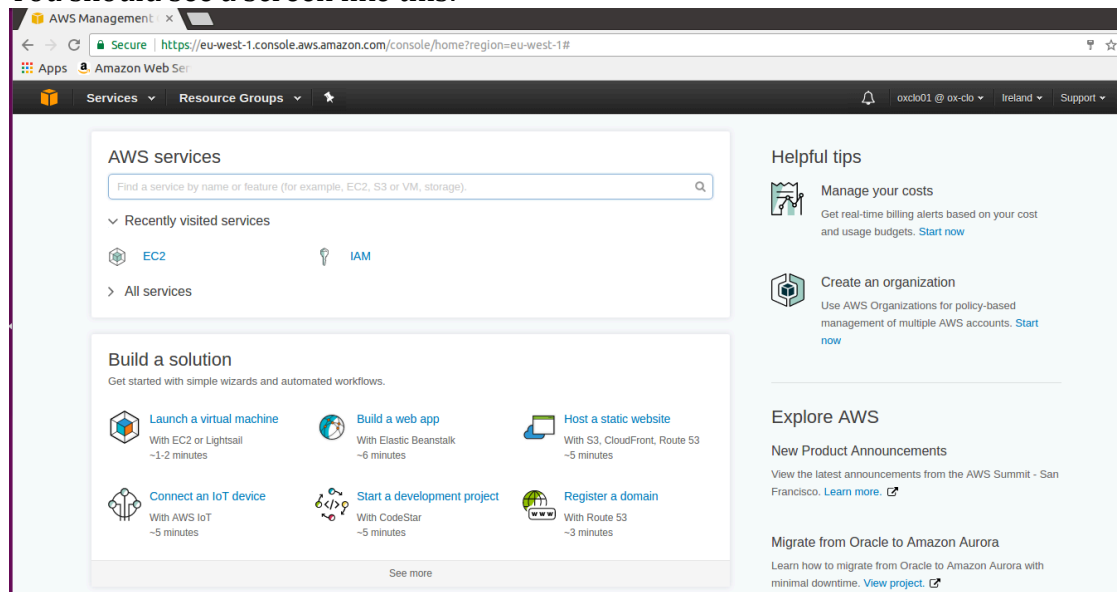 You should see a screen like this:
AWS Management
Secure | https://eu-west-1.console.aws.amazon.com/console/home?region=eu-west-1#
Apps a Amazon Web Ser
Services Resource Groups oxclo01 @ ox-clo Ireland Support
AWS services
Find a service by name or feature (for example, EC2, S3 or VM, storage).
Recently visited services
EC2 IAM
All services
Build a solution
Get started with simple wizards and automated workflows.
Launch a virtual machine
With EC2 or Lightsail
~1-2 minutes
Build a web app
With Elastic Beanstalk
~6 minutes
Host a static website
With S3, CloudFront, Route 53
~5 minutes
Connect an IoT device
With AWS IoT
~5 minutes
Start a development project
With CodeStar
~5 minutes
Register a domain
With Route 53
~3 minutes
www
See more
Helpful tips
Manage your costs
Get real-time billing alerts based on your cost
and usage budgets. Start now
Create an organization
Use AWS Organizations for policy-based
management of multiple AWS accounts. Start
now
Explore AWS
New Product Announcements
View the latest announcements from the AWS Summit - San
Francisco. Learn more.
Migrate from Oracle to Amazon Aurora
Learn how to migrate from Oracle to Amazon Aurora with
minimal downtime. View project.